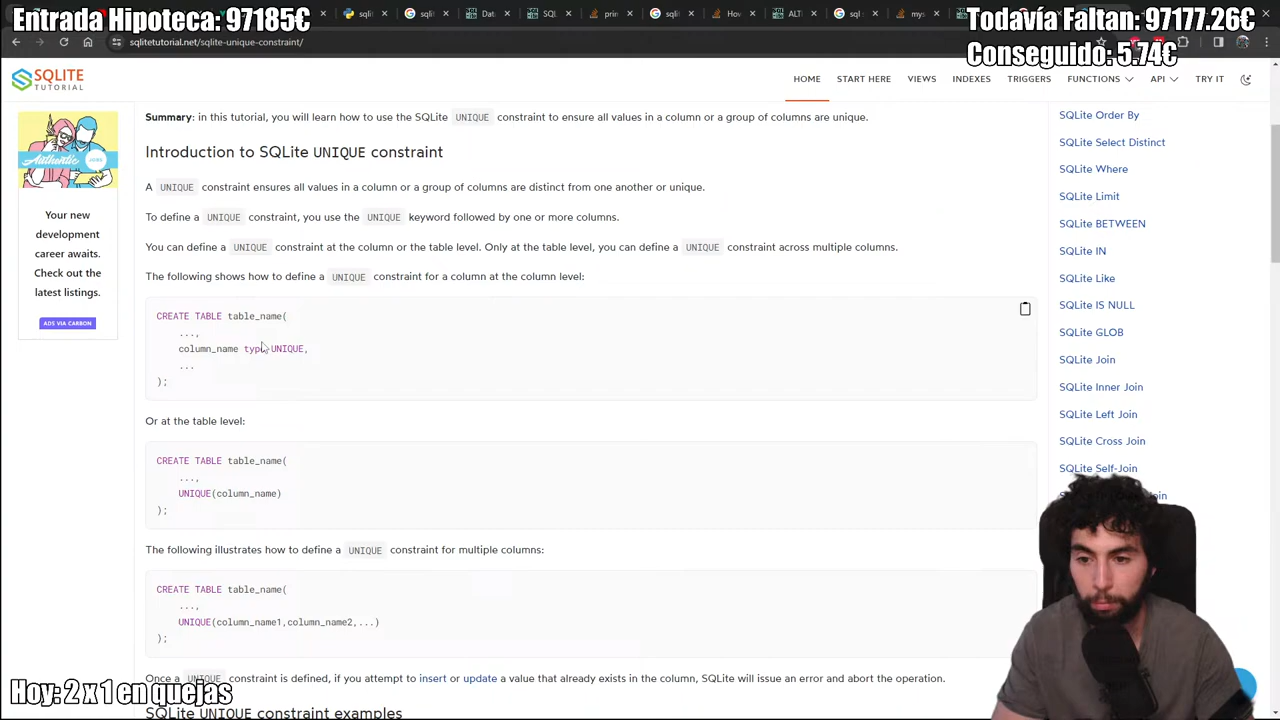 Entrada Hipoteca: 97185€
Todavía Faltan: 97177.26€
Conseguido: 5.74€
sqlitetutorial.net/sqlite-unique-constraint/
SQLITE
TUTORIAL
HOME
START HERE
VIEWS
INDEXES
TRIGGERS
FUNCTIONS
API
TRY IT
Authentic
JOBS
Your new
development
career awaits.
Check out the
latest listings.
ADS VIA CARBON
Summary: in this tutorial, you will learn how to use the SQLite UNIQUE constraint to ensure all values in a column or a group of columns are unique.
Introduction to SQLite UNIQUE constraint
A UNIQUE constraint ensures all values in a column or a group of columns are distinct from one another or unique.
To define a UNIQUE constraint, you use the UNIQUE keyword followed by one or more columns.
You can define a UNIQUE constraint at the column or the table level. Only at the table level, you can define a UNIQUE constraint across multiple columns.
The following shows how to define a UNIQUE constraint for a column at the column level:
CREATE TABLE table_name(
...,
column_name type UNIQUE,
...
);
Or at the table level:
CREATE TABLE table_name(
...,
UNIQUE(column_name)
);
The following illustrates how to define a UNIQUE constraint for multiple columns:
CREATE TABLE table_name(
...,
UNIQUE(column_name1,column_name2,...)
);
Once a UNIQUE constraint is defined, if you attempt to insert or update a value that already exists in the column, SQLite will issue an error and abort the operation.
SQLite UNIQUE constraint examples
SQLite Order By
SQLite Select Distinct
SQLite Where
SQLite Limit
SQLite BETWEEN
SQLite IN
SQLite Like
SQLite IS NULL
SQLite GLOB
SQLite Join
SQLite Inner Join
SQLite Left Join
SQLite Cross Join
SQLite Self-Join
Hoy: 2 x 1 en quejas